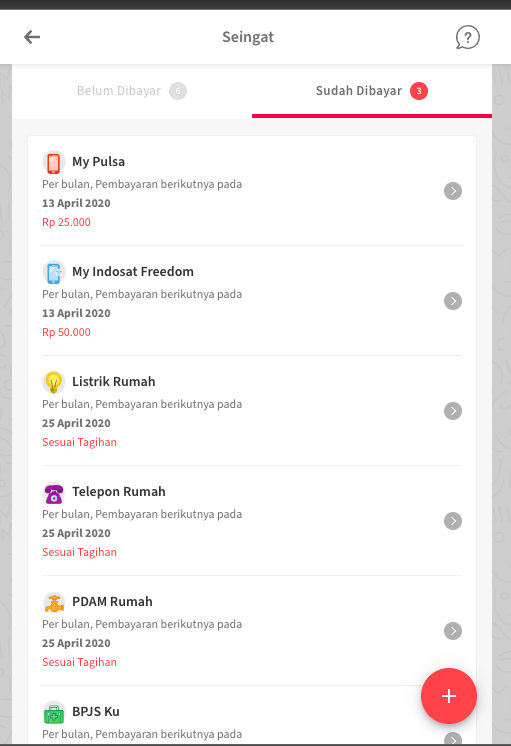 Seingat
?
Belum Dibayar 6
Sudah Dibayar 3
My Pulsa
Per bulan, Pembayaran berikutnya pada
13 April 2020
Rp 25.000
My Indosat Freedom
Per bulan, Pembayaran berikutnya pada
13 April 2020
Rp 50.000
Listrik Rumah
Per bulan, Pembayaran berikutnya pada
25 April 2020
Sesuai Tagihan
Telepon Rumah
Per bulan, Pembayaran berikutnya pada
25 April 2020
Sesuai Tagihan
PDAM Rumah
Per bulan, Pembayaran berikutnya pada
25 April 2020
Sesuai Tagihan
BPJS Ku
Per bulan, Pembayaran berikutnya pada